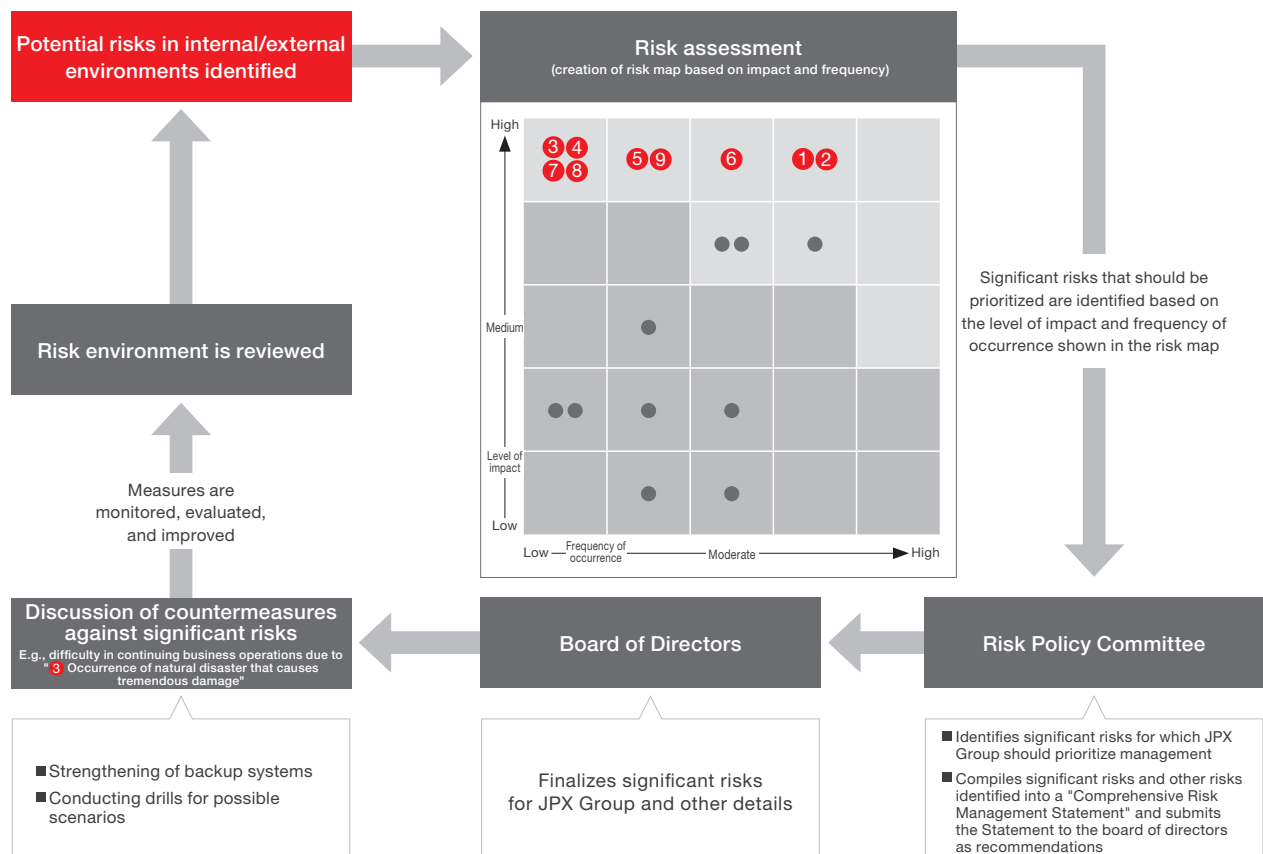 Potential risks in internal/external
environments identified
Risk assessment
(creation of risk map based on impact and frequency)
High
3 4
7 8
5 9
6
1 2
Medium
Level of
impact
Low
Low
Frequency of
occurrence
Moderate
High
Significant risks that should be
prioritized are identified based on
the level of impact and frequency of
occurrence shown in the risk map
Risk environment is reviewed
Measures are
monitored, evaluated,
and improved
Discussion of countermeasures
against significant risks
E.g., difficulty in continuing business operations due to
"3 Occurrence of natural disaster that causes
tremendous damage"
Board of Directors
Risk Policy Committee
■ Strengthening of backup systems
■ Conducting drills for possible
scenarios
Finalizes significant risks
for JPX Group and other details
■ Identifies significant risks for which JPX
Group should prioritize management
■ Compiles significant risks and other risks
identified into a "Comprehensive Risk
Management Statement" and submits
the Statement to the board of directors
as recommendations